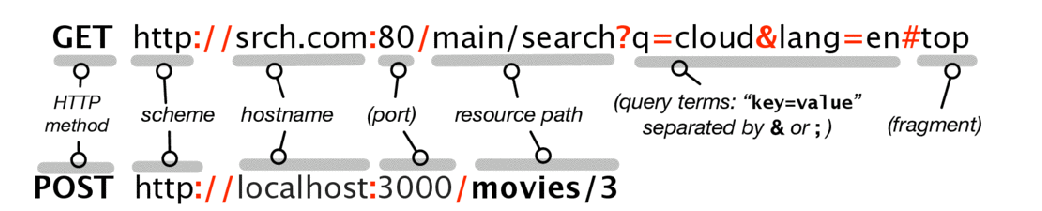 GET http://srch.com:80/main/search?q=cloud&lang=en#top
HTTP method
scheme
hostname
(port)
resource path
(query terms: “key=value” separated by & or ;)
(fragment)
POST http://localhost:3000/movies/3